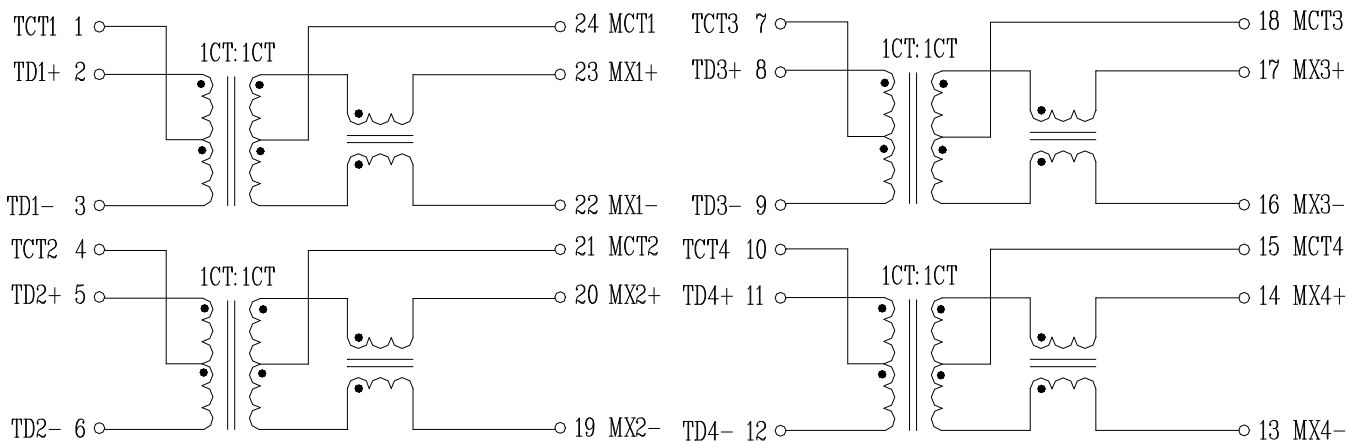 TCT1 1
1CT:1CT
24 MCT1
TD1+ 2
23 MX1+
TD1- 3
22 MX1-
TCT2 4
1CT:1CT
21 MCT2
TD2+ 5
20 MX2+
TD2- 6
19 MX2-
TCT3 7
1CT:1CT
18 MCT3
TD3+ 8
17 MX3+
TD3- 9
16 MX3-
TCT4 10
1CT:1CT
15 MCT4
TD4+ 11
14 MX4+
TD4- 12
13 MX4-